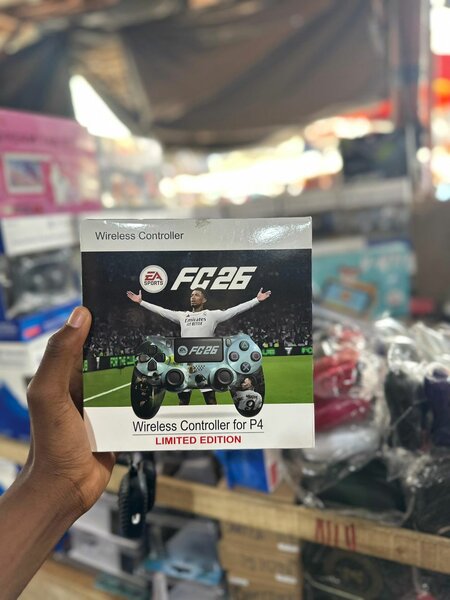 Wireless Controller
EA
SPORTS
FC26
Emirates
FC26
Wireless Controller for P4
LIMITED EDITION